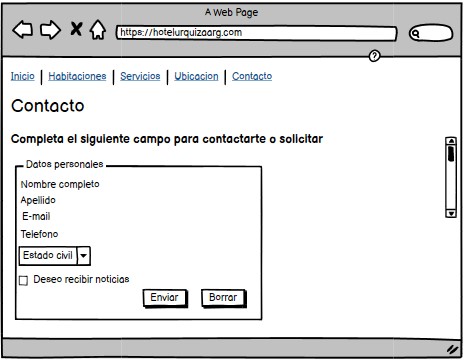 A Web Page
https://hotelurquizaarg.com
?
Inicio | Habitaciones | Servicios | Ubicacion | Contacto
Contacto
Completa el siguiente campo para contactarte o solicitar
Datos personales
Nombre completo
Apellido
E-mail
Telefono
Estado civil
Deseo recibir noticias
Enviar Borrar